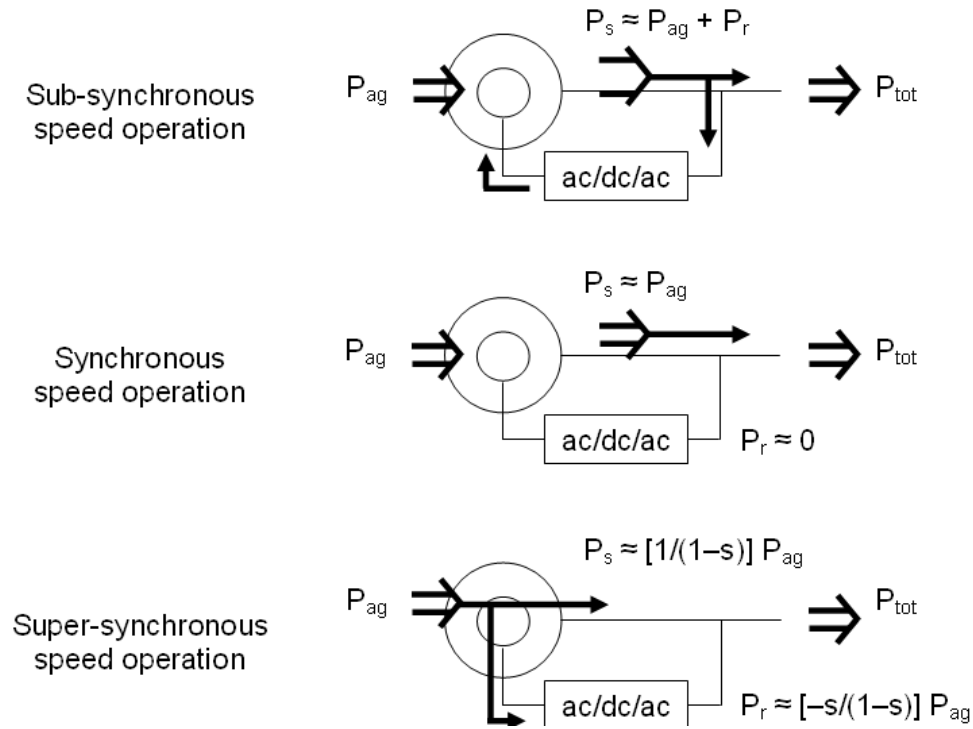 P_s ≈ P_ag + P_r
Sub-synchronous
speed operation
P_ag
P_tot
ac/dc/ac
P_s ≈ P_ag
Synchronous
speed operation
P_ag
P_tot
ac/dc/ac
P_r ≈ 0
P_s ≈ [1/(1–s)] P_ag
Super-synchronous
speed operation
P_ag
P_tot
ac/dc/ac
P_r ≈ [–s/(1–s)] P_ag